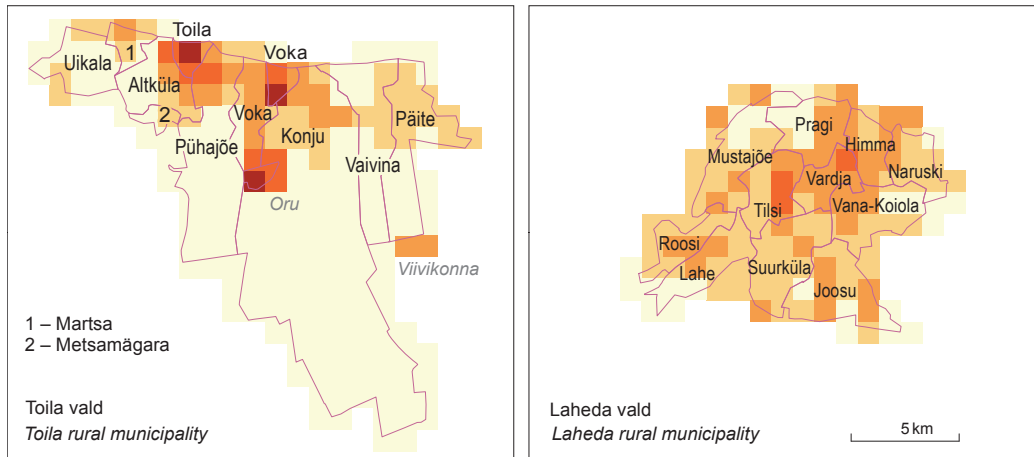 Toila
Voka
Uikala
1
Altküla
2
Voka
Päite
Konju
Pühajõe
Vaivina
Oru
Viivikonna
1 – Martsa
2 – Metsamägara
Toila vald
Toila rural municipality
Pragi
Himma
Mustajõe
Naruski
Vardja
Tilsi
Vana-Koiola
Roosi
Lahe
Suurküla
Joosu
Laheda vald
Laheda rural municipality
5 km